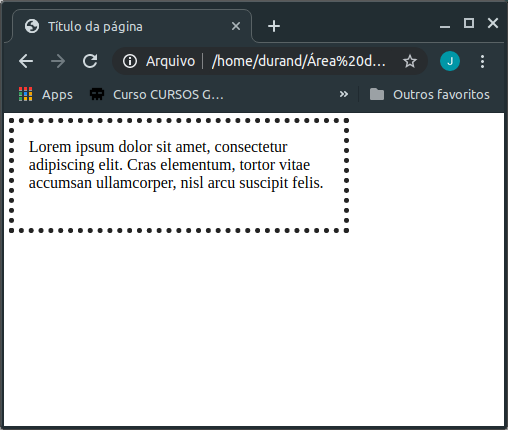 Título da página
Arquivo | /home/durand/Área%20d...
J
Apps
Curso CURSOS G...
»
Outros favoritos
Lorem ipsum dolor sit amet, consectetur
adipiscing elit. Cras elementum, tortor vitae
accumsan ullamcorper, nisl arcu suscipit felis.